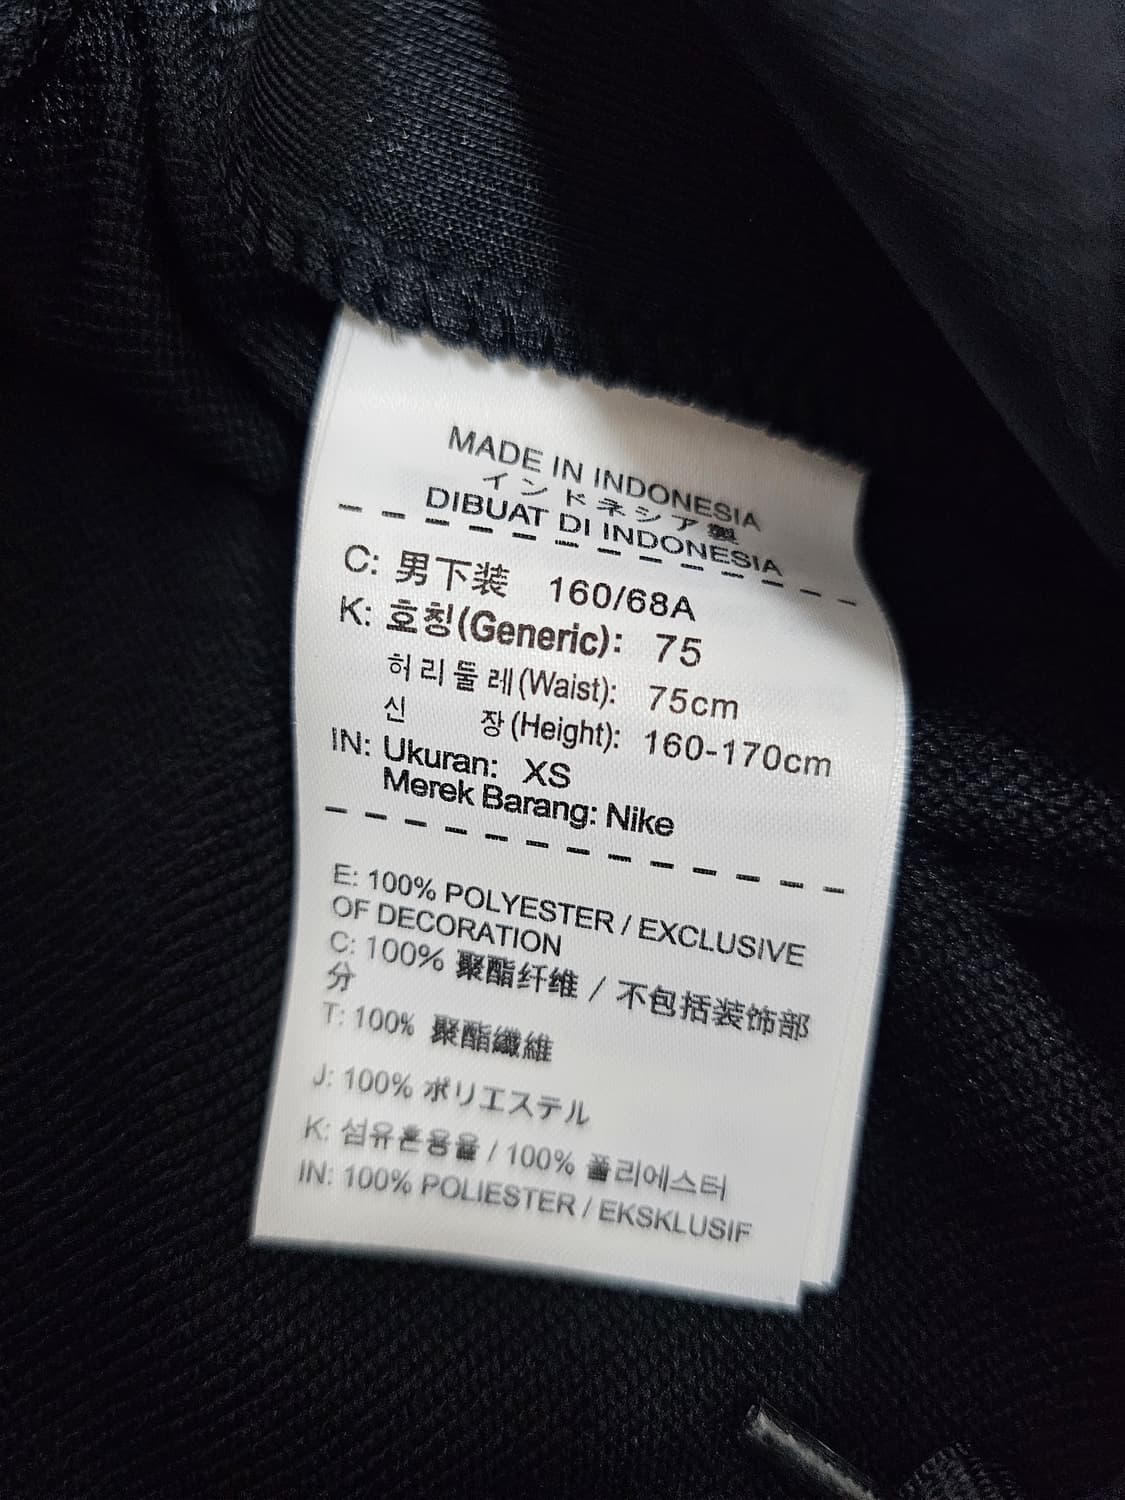 MADE IN INDONESIA
インドネシア製
DIBUAT DI INDONESIA
C: 男下装 160/68A
K: 호칭(Generic): 75
허리둘레(Waist): 75cm
신 장(Height): 160-170cm
IN: Ukuran: XS
Merek Barang: Nike
E: 100% POLYESTER / EXCLUSIVE
OF DECORATION
C: 100% 聚酯纤维 / 不包括装饰部
分
T: 100% 聚酯纖維
J: 100% ポリエステル
K: 섬유혼용율 / 100% 폴리에스터
IN: 100% POLIESTER / EKSKLUSIF